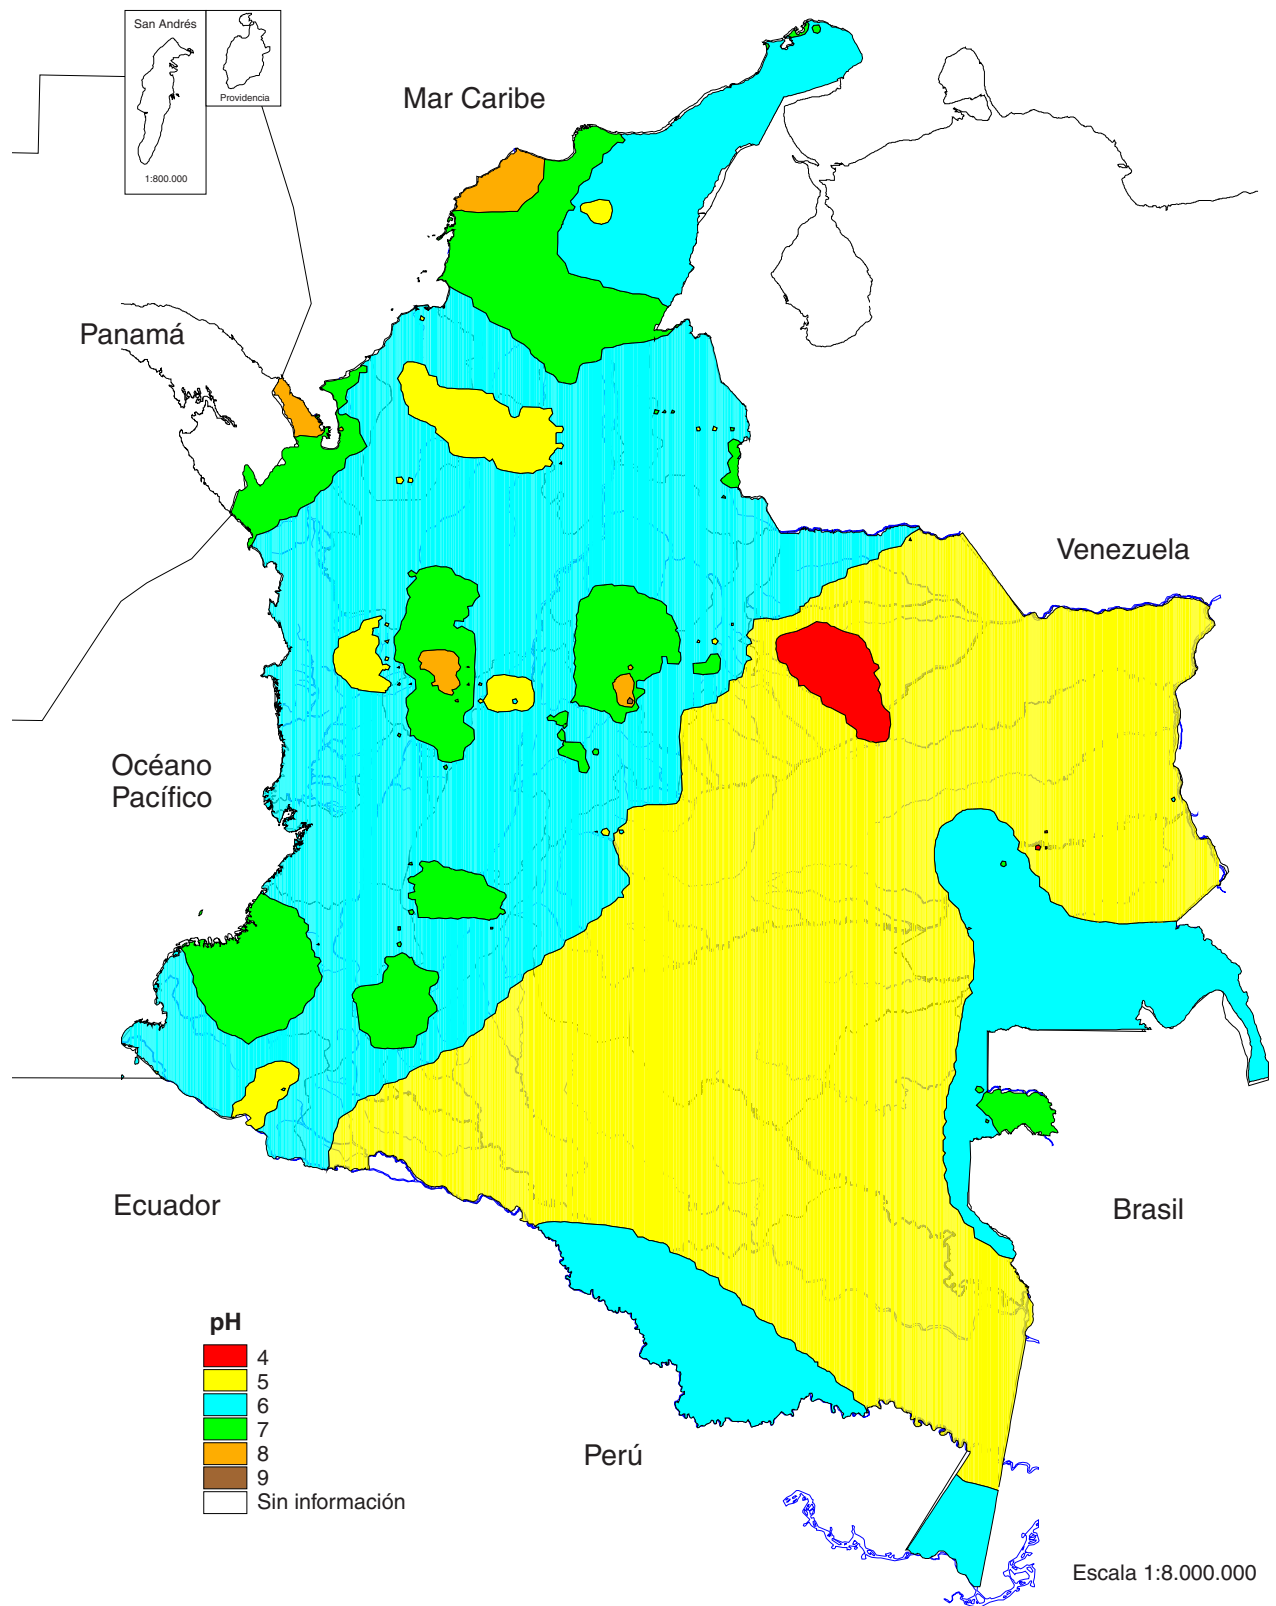 San Andrés
Providencia
1:800.000
Mar Caribe
Panamá
Venezuela
Océano
Pacífico
Ecuador
Brasil
Perú
pH
4
5
6
7
8
9
Sin información
Escala 1:8.000.000